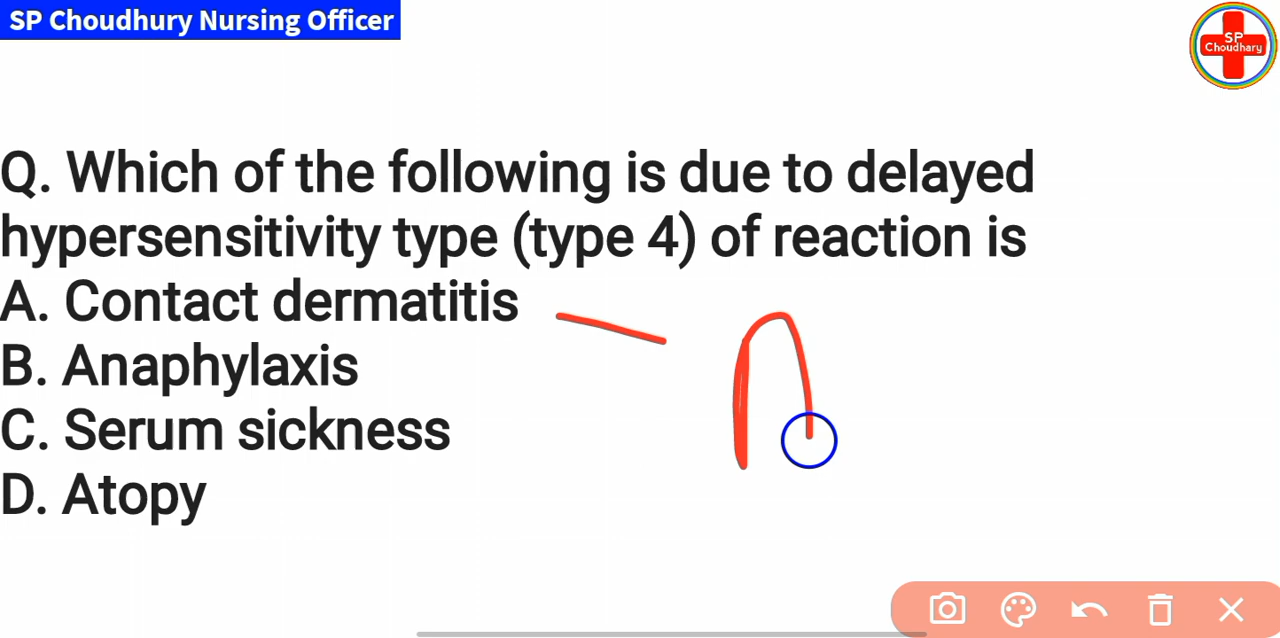 SP Choudhury Nursing Officer
SP
Choudhary
Q. Which of the following is due to delayed
hypersensitivity type (type 4) of reaction is
A. Contact dermatitis
B. Anaphylaxis
C. Serum sickness
D. Atopy